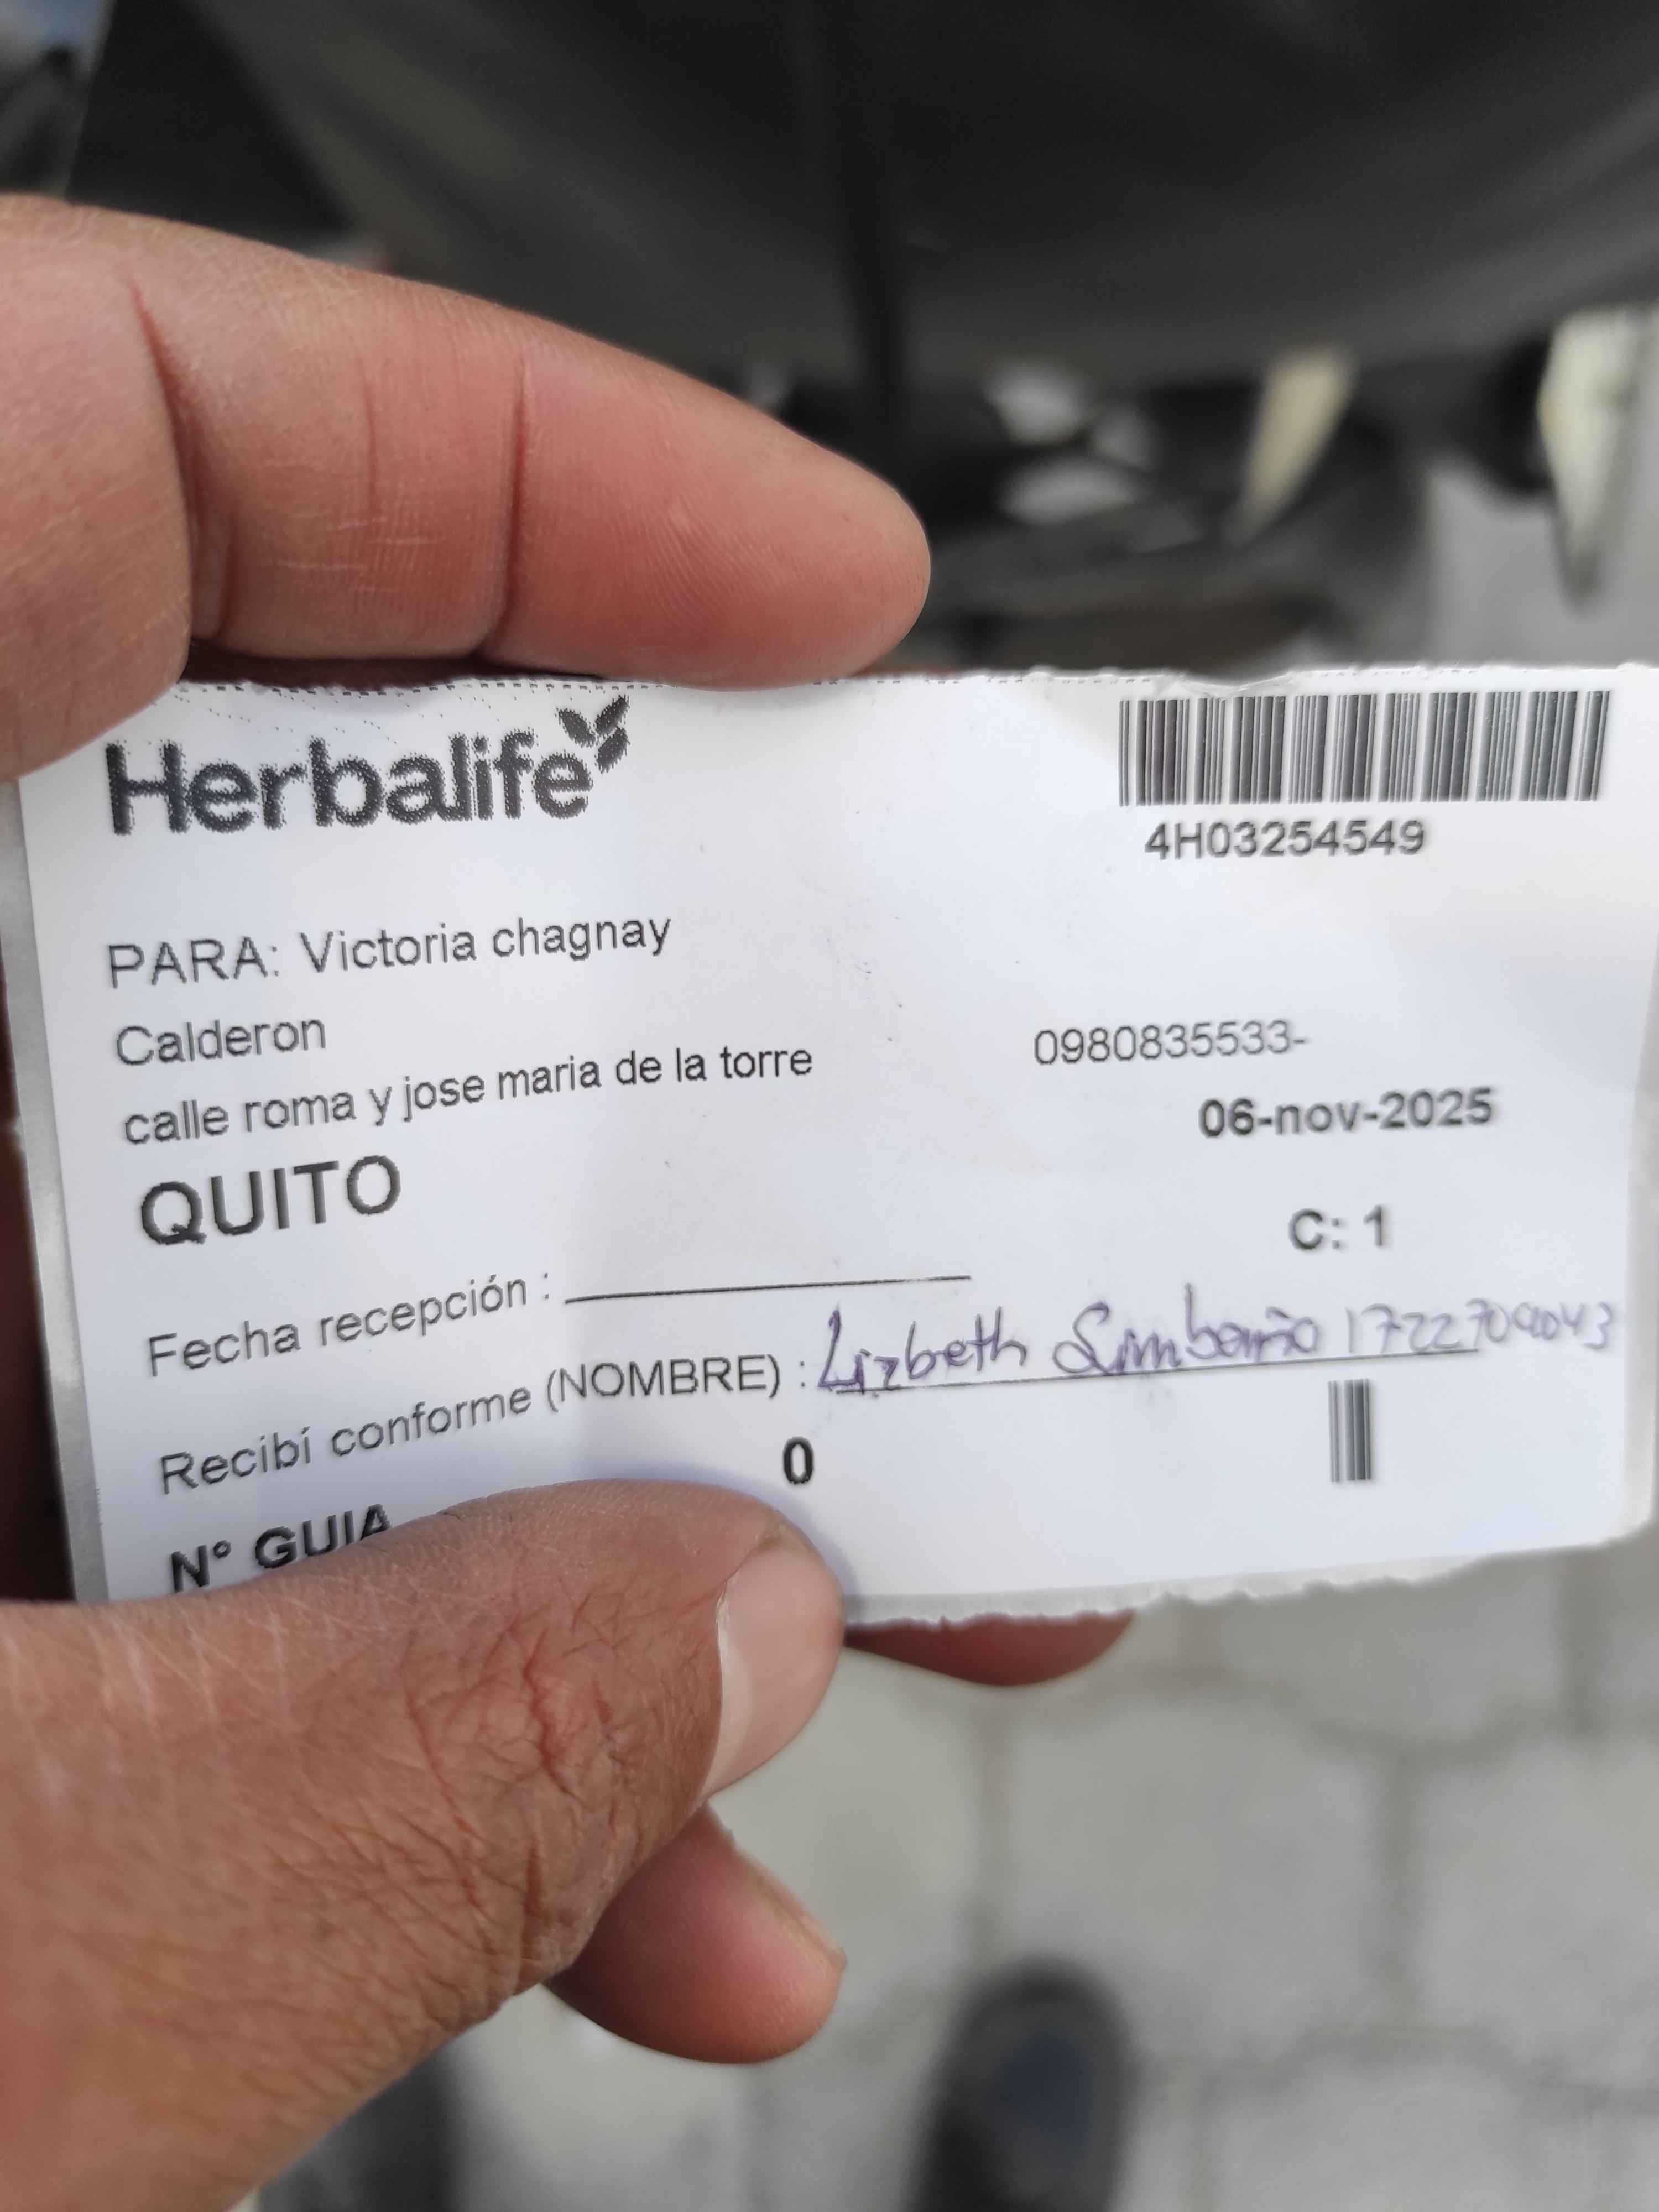 Herbalife
4H03254549
PARA: Victoria chagnay
Calderon
0980835533-
calle roma y jose maria de la torre
06-nov-2025
QUITO
C: 1
Fecha recepción :
Recibí conforme (NOMBRE) : Lizbeth Simbaña
0
N° GUIA